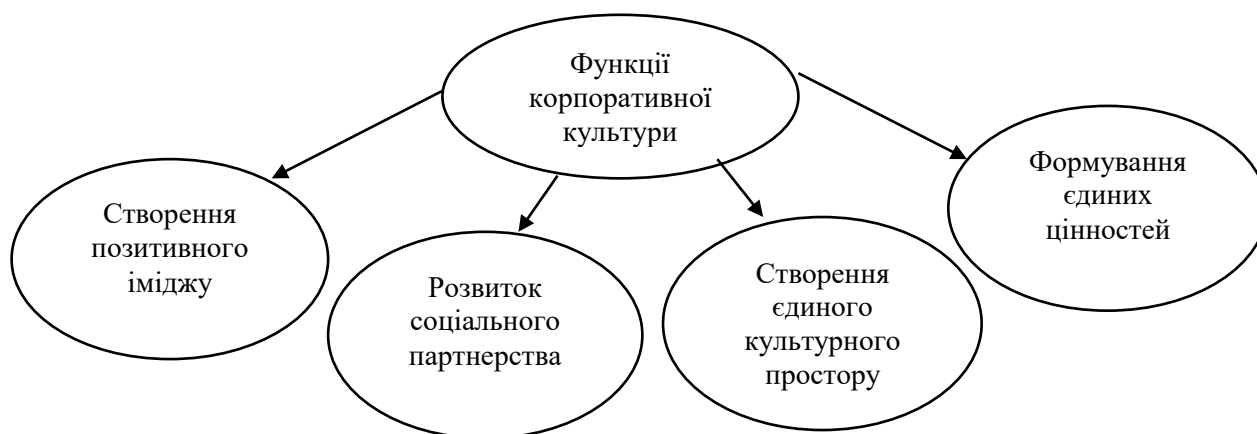 Функції
корпоративної
культури
Створення
позитивного
іміджу
Розвиток
соціального
партнерства
Створення
єдиного
культурного
простору
Формування
єдиних
цінностей